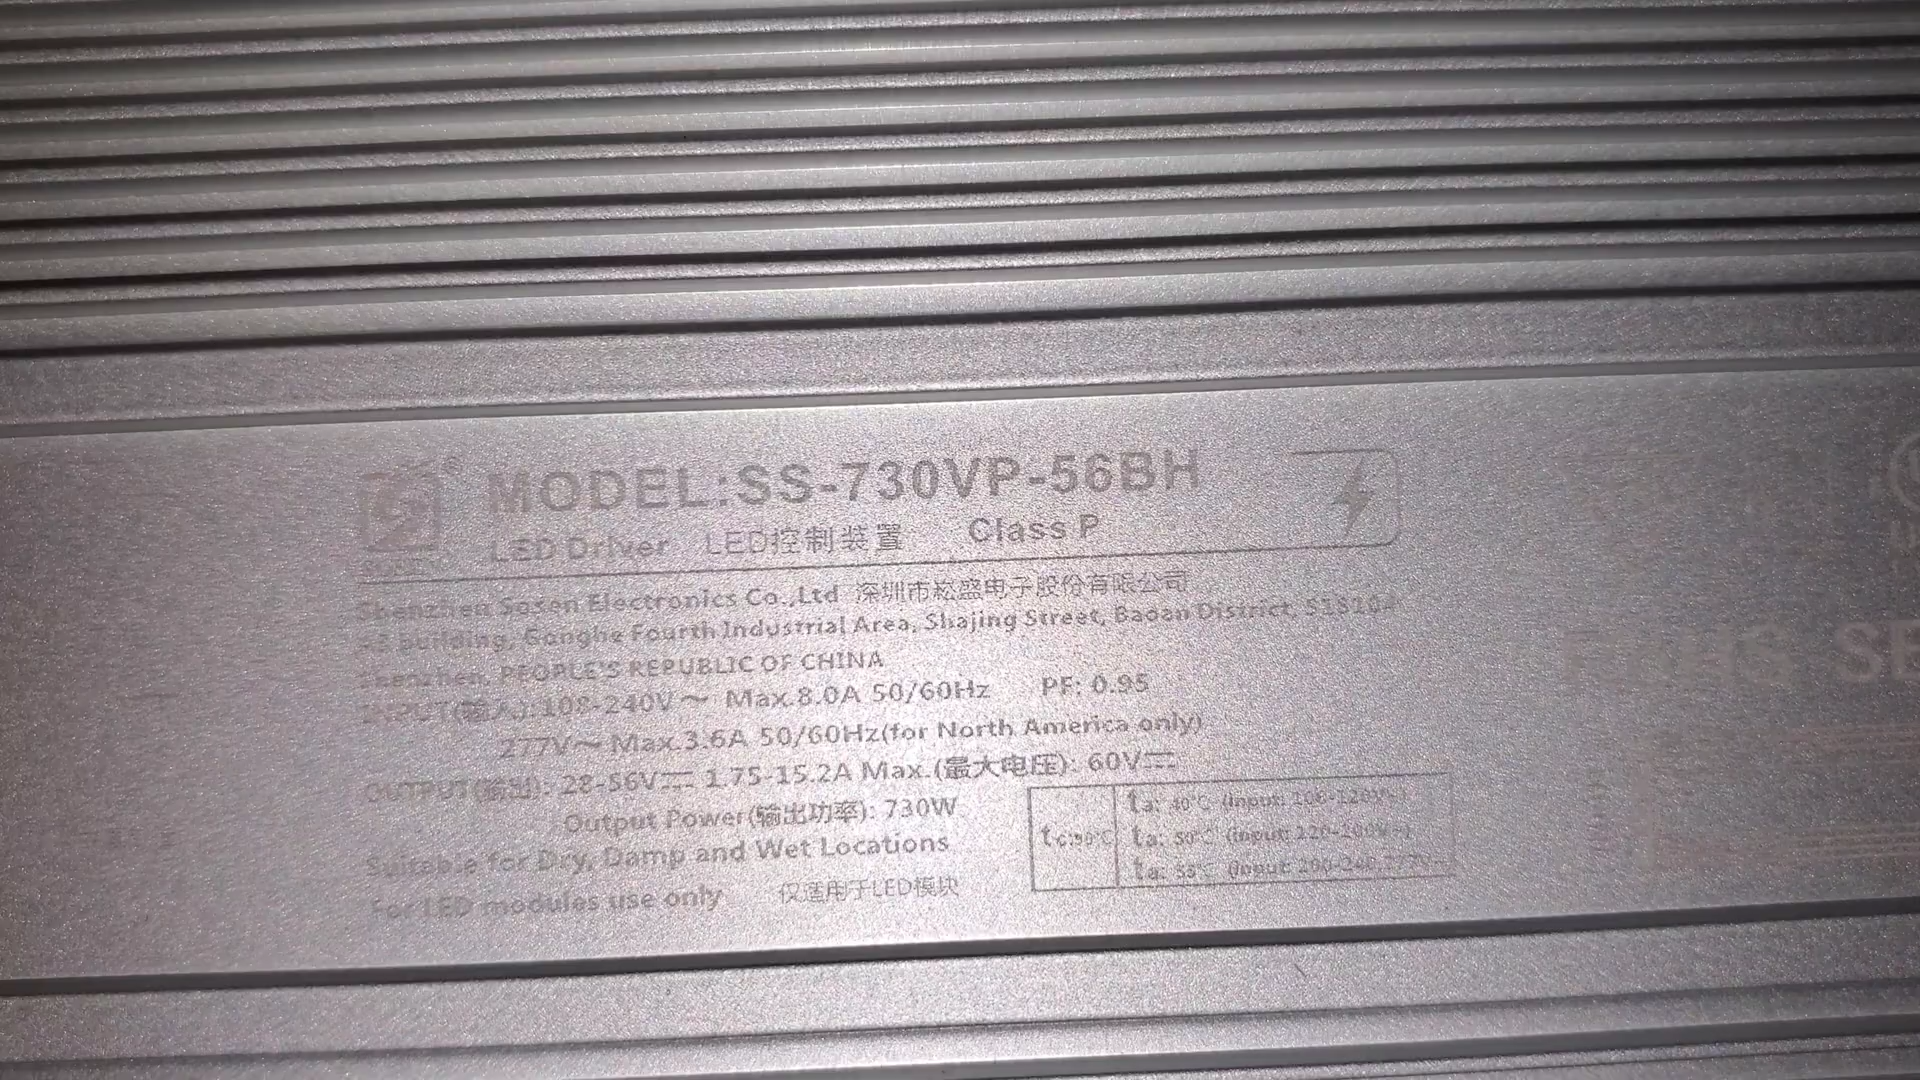 MODEL:SS-730VP-56BH
LED Driver LED控制装置 Class P
Shenzhen Sosen Electronics Co.,Ltd 深圳市崧盛电子股份有限公司
Building, Gonghe Fourth Industrial Area, Shajing Street, Baoan District,
Shenzhen, PEOPLE'S REPUBLIC OF CHINA
INPUT(输入): 108-240V～ Max.8.0A 50/60Hz PF: 0.95
277V～ Max.3.6A 50/60Hz(for North America only)
OUTPUT(输出): 28-56V⎓ 1.75-15.2A Max.(最大电压): 60V⎓
Output Power(输出功率): 730W
Suitable for Dry, Damp and Wet Locations
For LED modules use only 仅适用于LED模块
tc:90°C
ta: 40°C (Input: 108-120V~)
ta: 50°C (Input: 120-200V~)
ta: 55°C (Input: